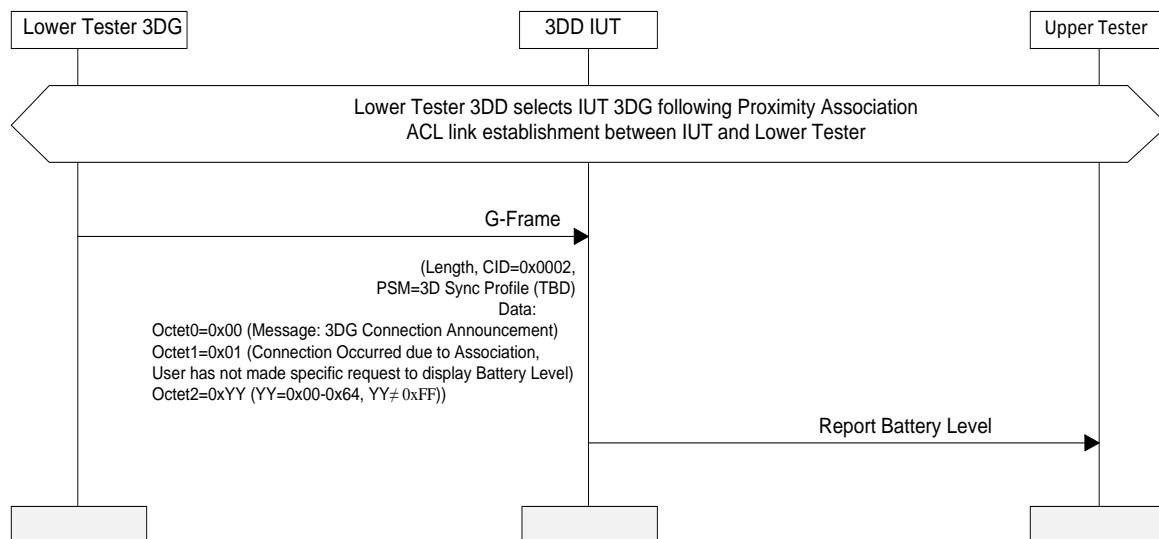 Lower Tester 3DG
3DD IUT
Upper Tester
Lower Tester 3DD selects IUT 3DG following Proximity Association
ACL link establishment between IUT and Lower Tester
G-Frame
(Length, CID=0x0002,
PSM=3D Sync Profile (TBD)
Data:
Octet0=0x00 (Message: 3DG Connection Announcement)
Octet1=0x01 (Connection Occurred due to Association,
User has not made specific request to display Battery Level)
Octet2=0xYY (YY=0x00-0x64, YY≠ 0xFF))
Report Battery Level